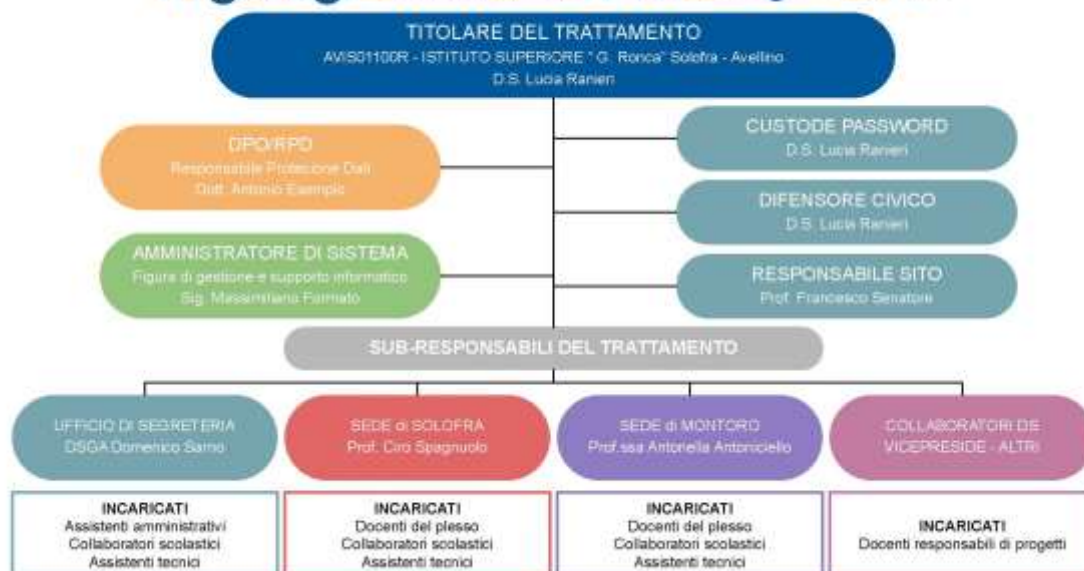 TITOLARE DEL TRATTAMENTO
AVIS01100R - ISTITUTO SUPERIORE " G. Ronca" Solofra - Avellino
D.S. Lucia Ranieri
DPO/RPD
Responsabile Protezione Dati
Dott. Antonio Esempio
CUSTODE PASSWORD
D.S. Lucia Ranieri
DIFENSORE CIVICO
D.S. Lucia Ranieri
AMMINISTRATORE DI SISTEMA
Figura di gestione e supporto informatico
Sig. Massimiliano Formato
RESPONSABILE SITO
Prof. Francesco Senatore
SUB-RESPONSABILI DEL TRATTAMENTO
UFFICIO DI SEGRETERIA
DSGA Domenico Sarno
SEDE di SOLOFRA
Prof. Ciro Spagnuolo
SEDE di MONTORO
Prof.ssa Antonella Antoniciello
COLLABORATORI DS
VICEPRESIDE - ALTRI
INCARICATI
Assistenti amministrativi
Collaboratori scolastici
Assistenti tecnici
INCARICATI
Docenti del plesso
Collaboratori scolastici
Assistenti tecnici
INCARICATI
Docenti del plesso
Collaboratori scolastici
Assistenti tecnici
INCARICATI
Docenti responsabili di progetti